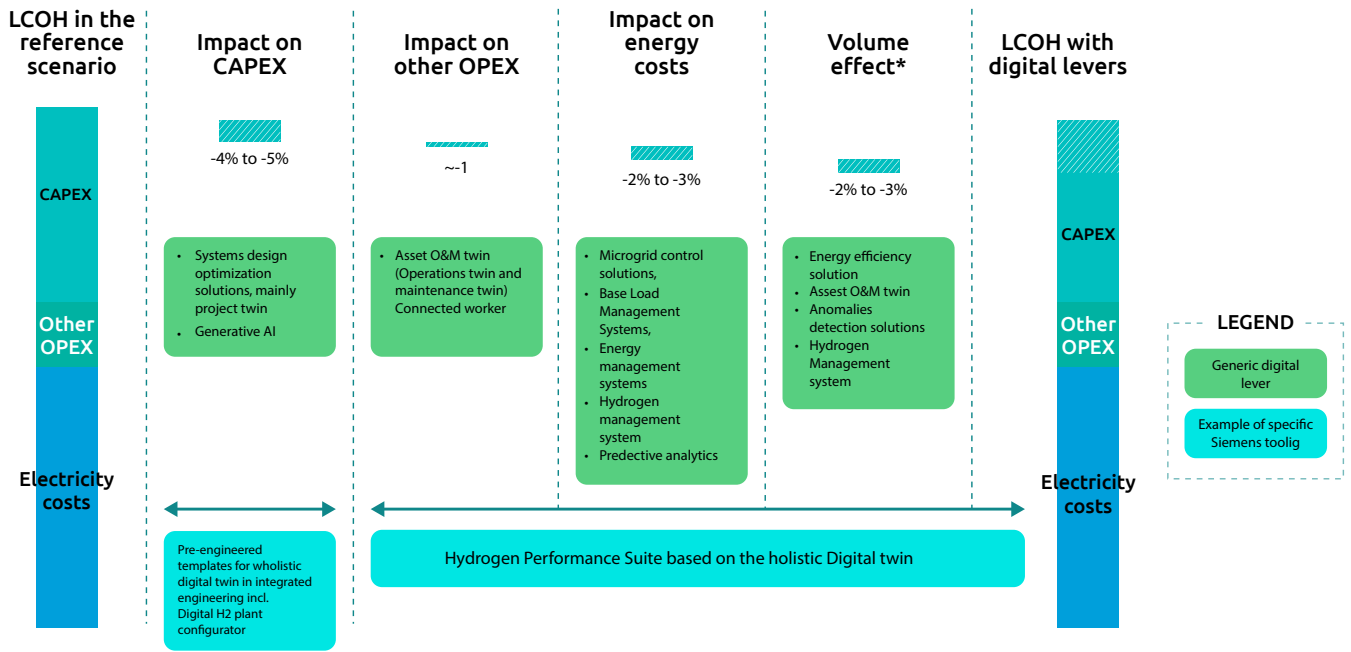 LCOH in the
reference
scenario
Impact on
CAPEX
Impact on
other OPEX
Impact on
energy
costs
Volume
effect*
LCOH with
digital levers
CAPEX
Other
OPEX
Electricity
costs
-4% to -5%
~-1
-2% to -3%
-2% to -3%
• Systems design
optimization
solutions, mainly
project twin
• Generative AI
• Asset O&M twin
(Operations twin and
maintenance twin)
Connected worker
• Microgrid control
solutions,
• Base Load
Management
Systems,
• Energy
management
systems
• Hydrogen
management
system
• Predective analytics
• Energy efficiency
solution
• Assest O&M twin
• Anomalies
detection solutions
• Hydrogen
Management
system
CAPEX
Other
OPEX
Electricity
costs
LEGEND
Generic digital
lever
Example of specific
Siemens toolig
Pre-engineered
templates for wholistic
digital twin in integrated
engineering incl.
Digital H2 plant
configurator
Hydrogen Performance Suite based on the holistic Digital twin